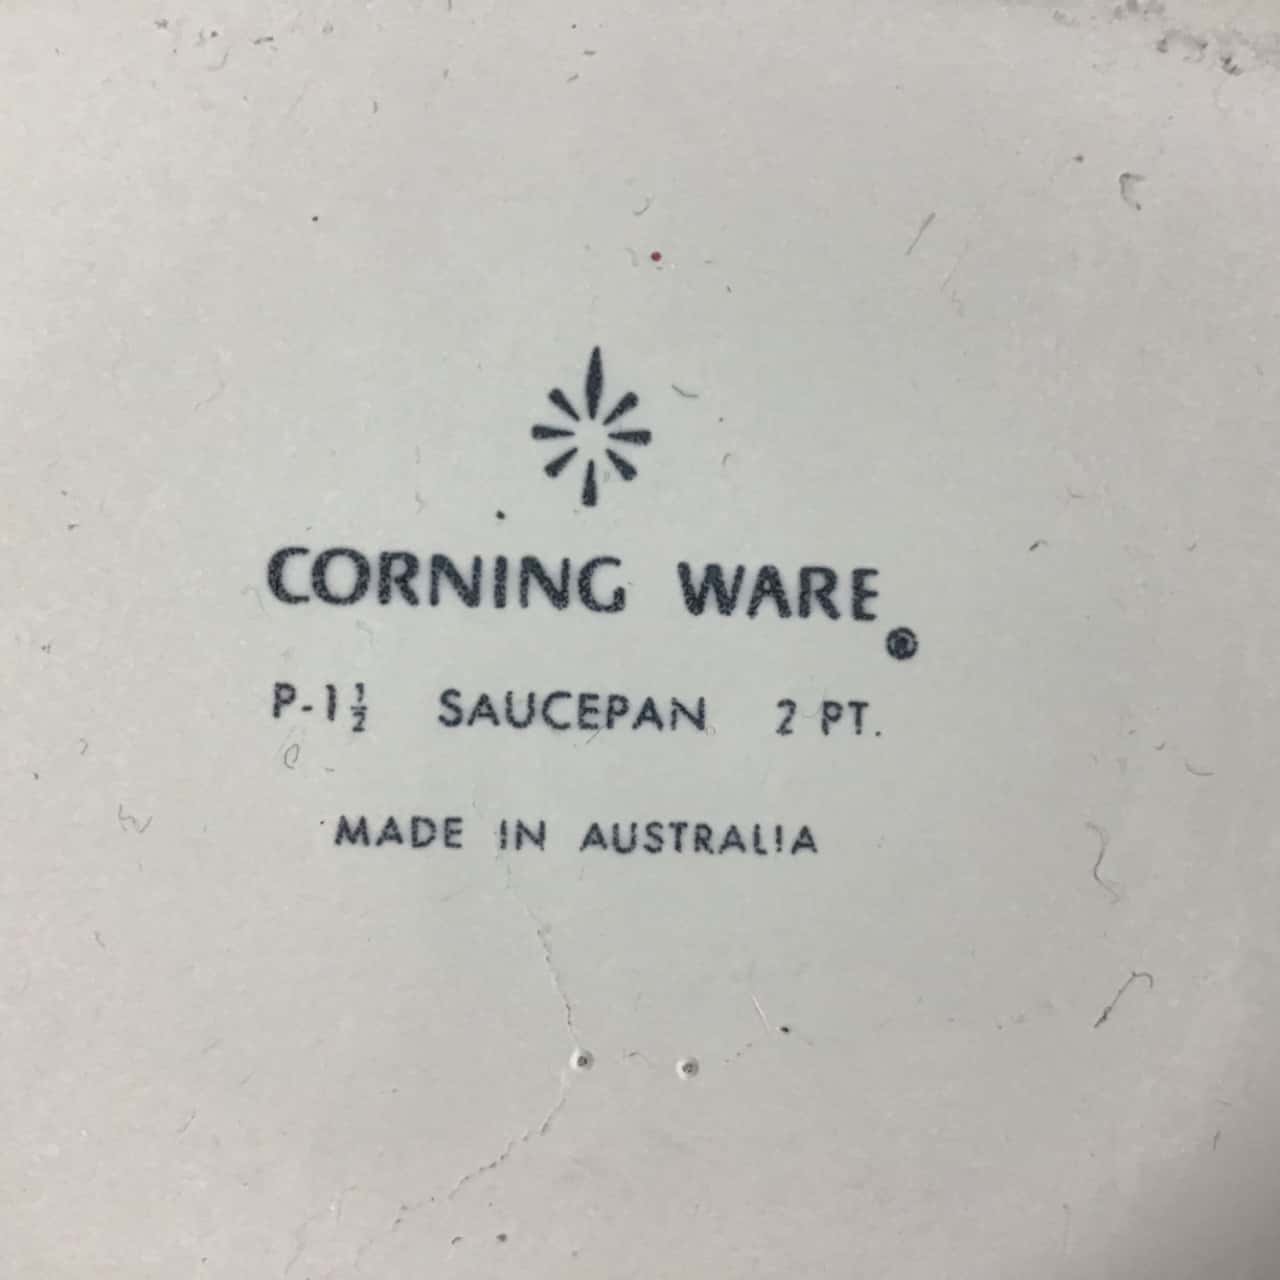 CORNING WARE®
P-1½ SAUCEPAN 2 PT.
MADE IN AUSTRALIA